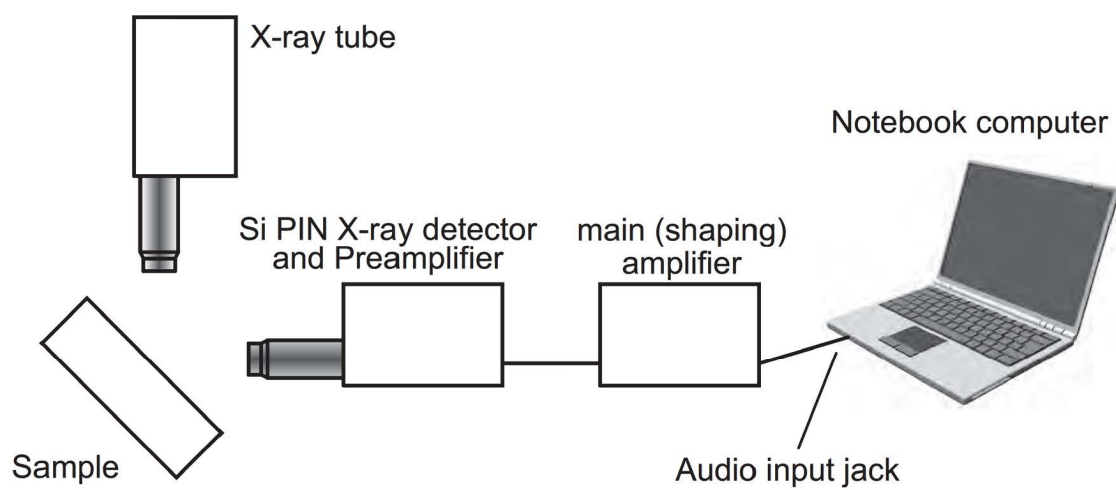 X-ray tube
Notebook computer
Si PIN X-ray detector
and Preamplifier
main (shaping)
amplifier
Sample
Audio input jack